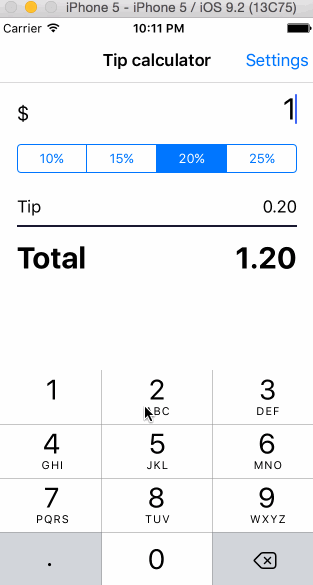 iPhone 5 - iPhone 5 / iOS 9.2 (13C75)
Carrier 10:11 PM
Tip calculator Settings
$ 1
10% 15% 20% 25%
Tip 0.20
Total 1.20
1 2 3
ABC DEF
4 5 6
GHI JKL MNO
7 8 9
PQRS TUV WXYZ
. 0